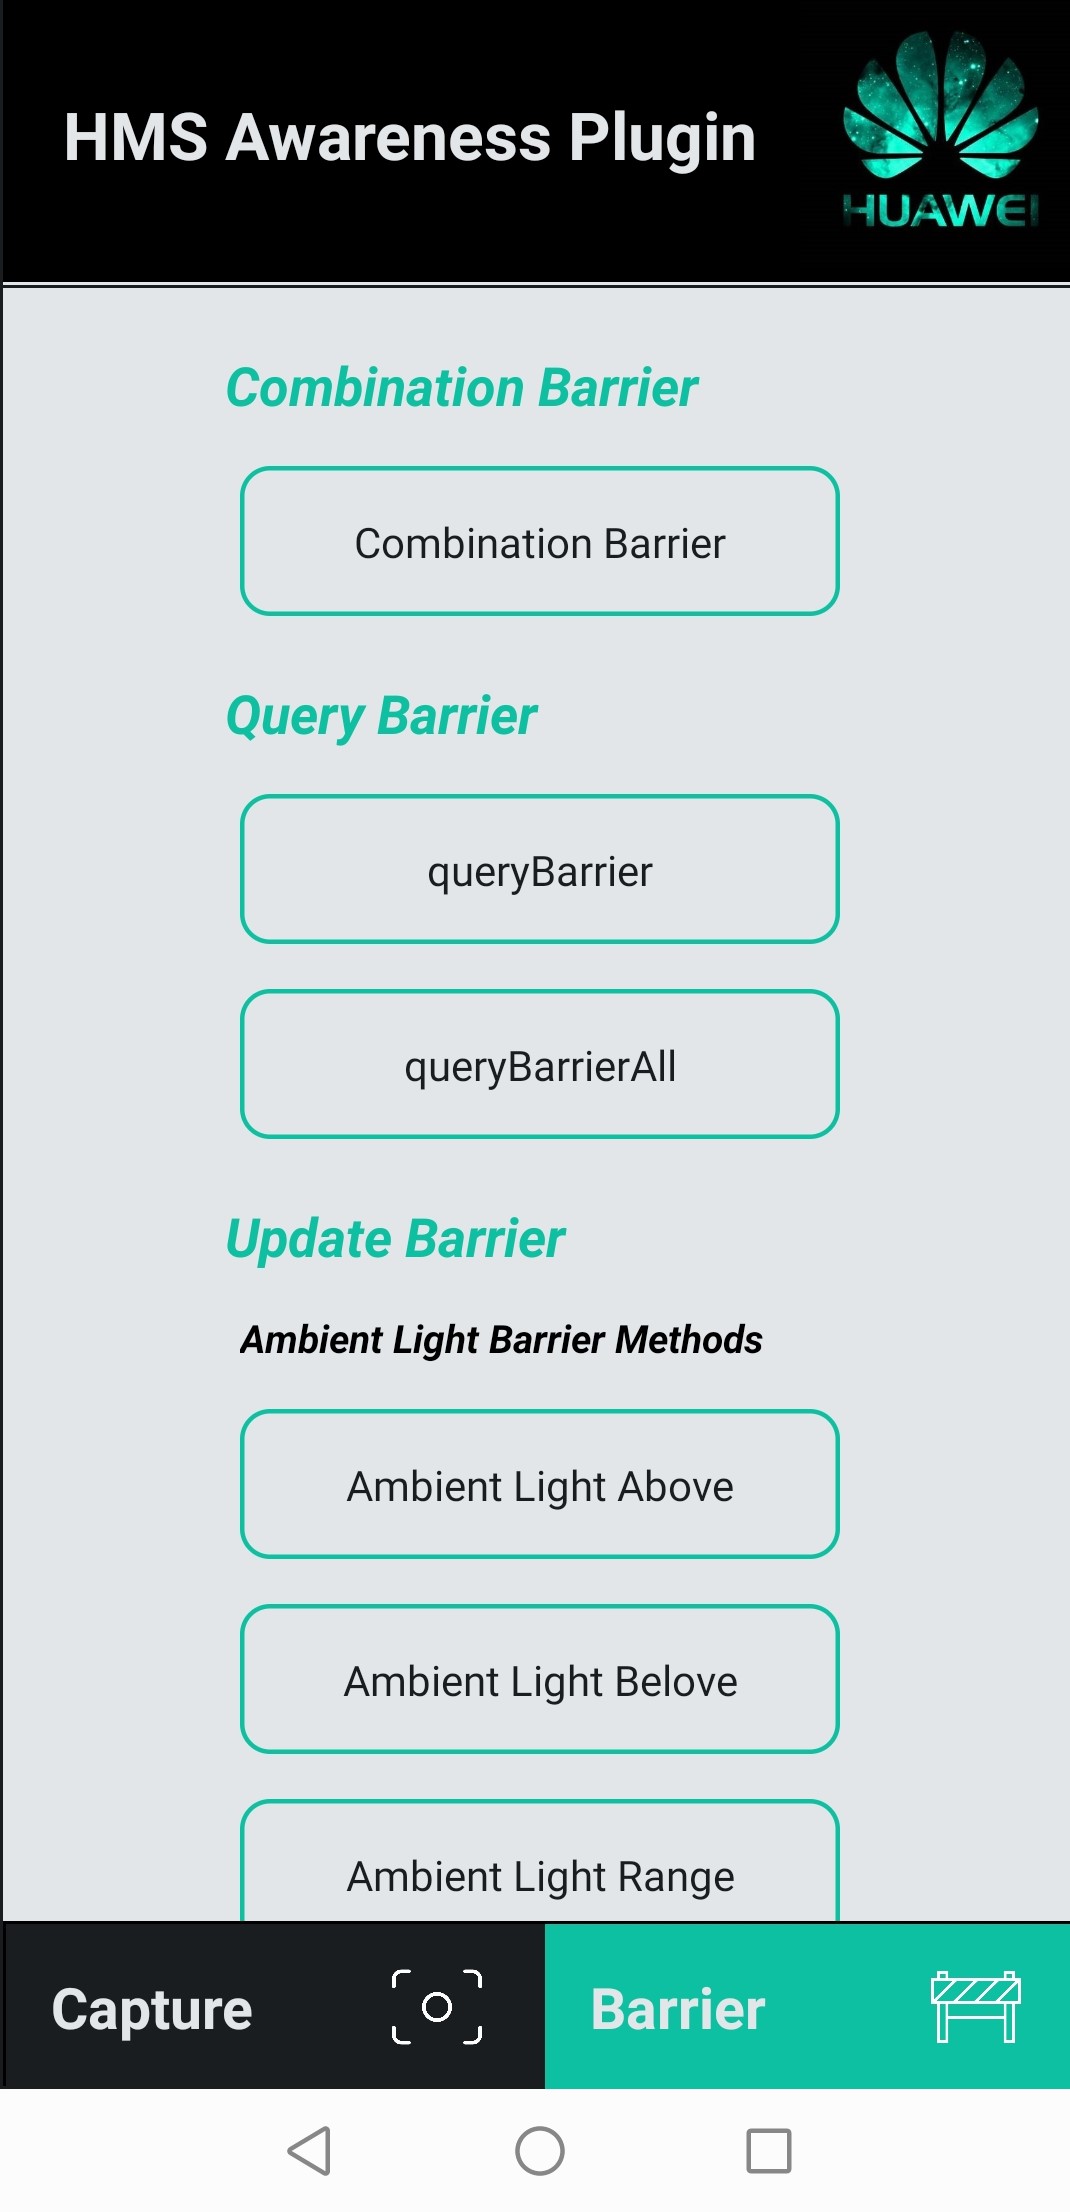 HMS Awareness Plugin
HUAWEI
Combination Barrier
Combination Barrier
Query Barrier
queryBarrier
queryBarrierAll
Update Barrier
Ambient Light Barrier Methods
Ambient Light Above
Ambient Light Belove
Ambient Light Range
Capture
Barrier